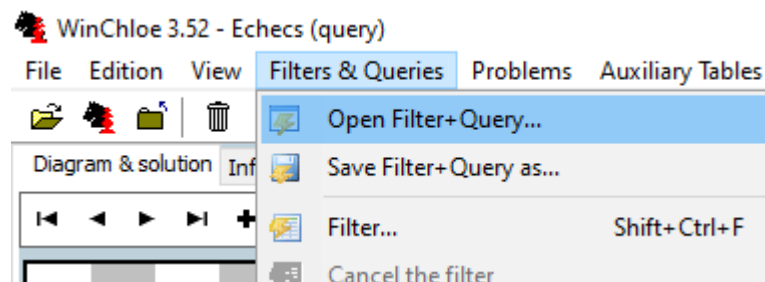 WinChloe 3.52 - Echecs (query)
File Edition View Filters & Queries Problems Auxiliary Tables
Open Filter+Query...
Diagram & solution Inf
Save Filter+Query as...
Filter... Shift+Ctrl+F
Cancel the filter